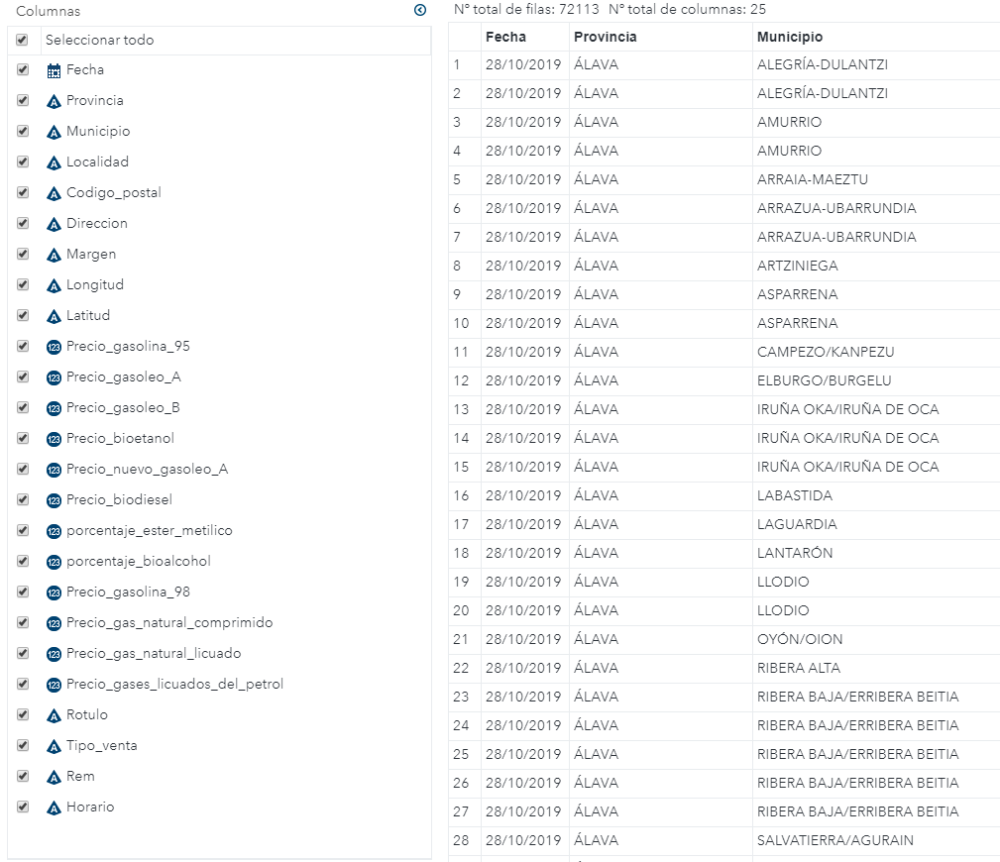 Columnas
Seleccionar todo
Fecha
Provincia
Municipio
Localidad
Codigo_postal
Direccion
Margen
Longitud
Latitud
Precio_gasolina_95
Precio_gasoleo_A
Precio_gasoleo_B
Precio_bioetanol
Precio_nuevo_gasoleo_A
Precio_biodiesel
porcentaje_ester_metilico
porcentaje_bioalcohol
Precio_gasolina_98
Precio_gas_natural_comprimido
Precio_gas_natural_licuado
Precio_gases_licuados_del_petrol
Rotulo
Tipo_venta
Rem
Horario
Nº total de filas: 72113 Nº total de columnas: 25
Fecha Provincia Municipio
1 28/10/2019 ÁLAVA ALEGRÍA-DULANTZI
2 28/10/2019 ÁLAVA ALEGRÍA-DULANTZI
3 28/10/2019 ÁLAVA AMURRIO
4 28/10/2019 ÁLAVA AMURRIO
5 28/10/2019 ÁLAVA ARRAIA-MAEZTU
6 28/10/2019 ÁLAVA ARRAZUA-UBARRUNDIA
7 28/10/2019 ÁLAVA ARRAZUA-UBARRUNDIA
8 28/10/2019 ÁLAVA ARTZINIEGA
9 28/10/2019 ÁLAVA ASPARRENA
10 28/10/2019 ÁLAVA ASPARRENA
11 28/10/2019 ÁLAVA CAMPEZO/KANPEZU
12 28/10/2019 ÁLAVA ELBURGO/BURGELU
13 28/10/2019 ÁLAVA IRUÑA OKA/IRUÑA DE OCA
14 28/10/2019 ÁLAVA IRUÑA OKA/IRUÑA DE OCA
15 28/10/2019 ÁLAVA IRUÑA OKA/IRUÑA DE OCA
16 28/10/2019 ÁLAVA LABASTIDA
17 28/10/2019 ÁLAVA LAGUARDIA
18 28/10/2019 ÁLAVA LANTARÓN
19 28/10/2019 ÁLAVA LLODIO
20 28/10/2019 ÁLAVA LLODIO
21 28/10/2019 ÁLAVA OYÓN/OION
22 28/10/2019 ÁLAVA RIBERA ALTA
23 28/10/2019 ÁLAVA RIBERA BAJA/ERRIBERA BEITIA
24 28/10/2019 ÁLAVA RIBERA BAJA/ERRIBERA BEITIA
25 28/10/2019 ÁLAVA RIBERA BAJA/ERRIBERA BEITIA
26 28/10/2019 ÁLAVA RIBERA BAJA/ERRIBERA BEITIA
27 28/10/2019 ÁLAVA RIBERA BAJA/ERRIBERA BEITIA
28 28/10/2019 ÁLAVA SALVATIERRA/AGURAIN